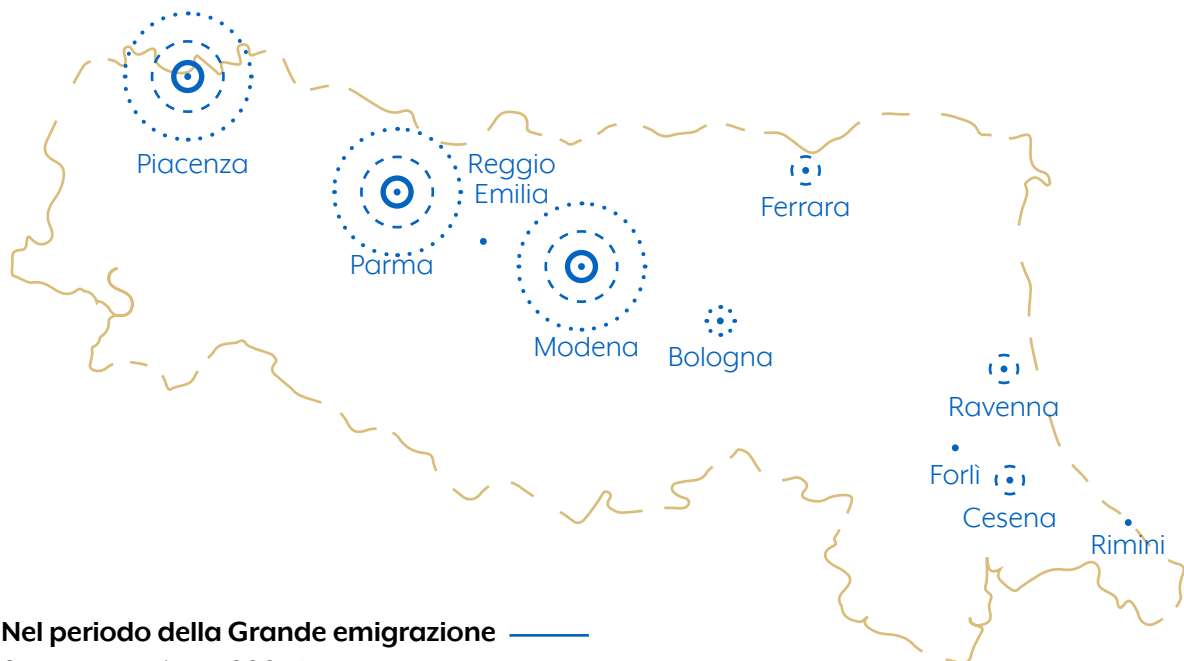 Piacenza
Reggio
Emilia
Ferrara
Parma
Modena
Bologna
Ravenna
Forlì
Cesena
Rimini
Nel periodo della Grande emigrazione